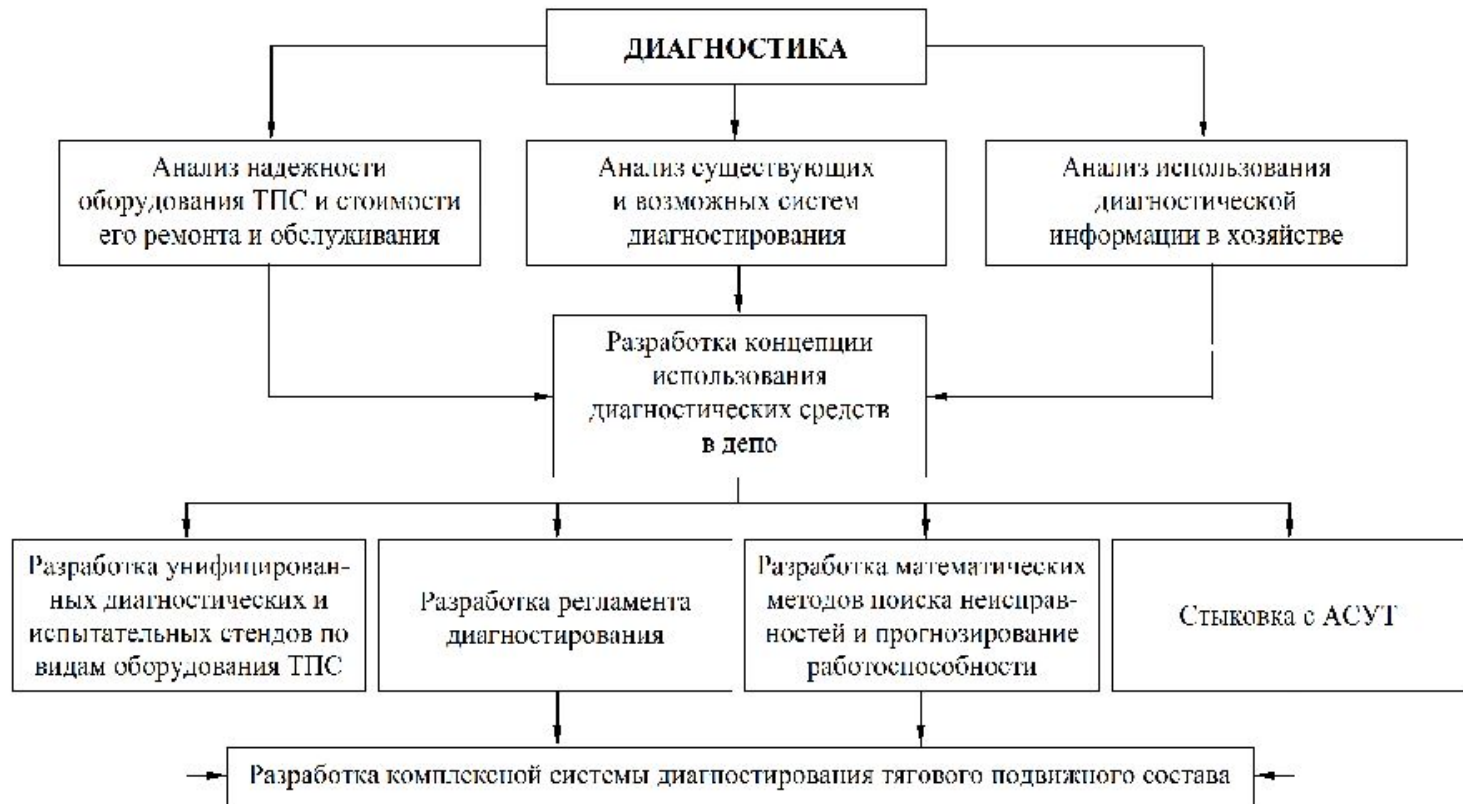 ДИАГНОСТИКА
Анализ надежности
оборудования ТПС и стоимости
его ремонта и обслуживания
Анализ существующих
и возможных систем
диагностирования
Анализ использования
диагностической
информации в хозяйстве
Разработка концепции
использования
диагностических средств
в депо
Разработка унифицирован-
ных диагностических и
испытательных стендов по
видам оборудования ТПС
Разработка регламента
диагностирования
Разработка математических
методов поиска неисправ-
ностей и прогнозирование
работоспособности
Стыковка с АСУТ
Разработка комплексной системы диагностирования тягового подвижного состава